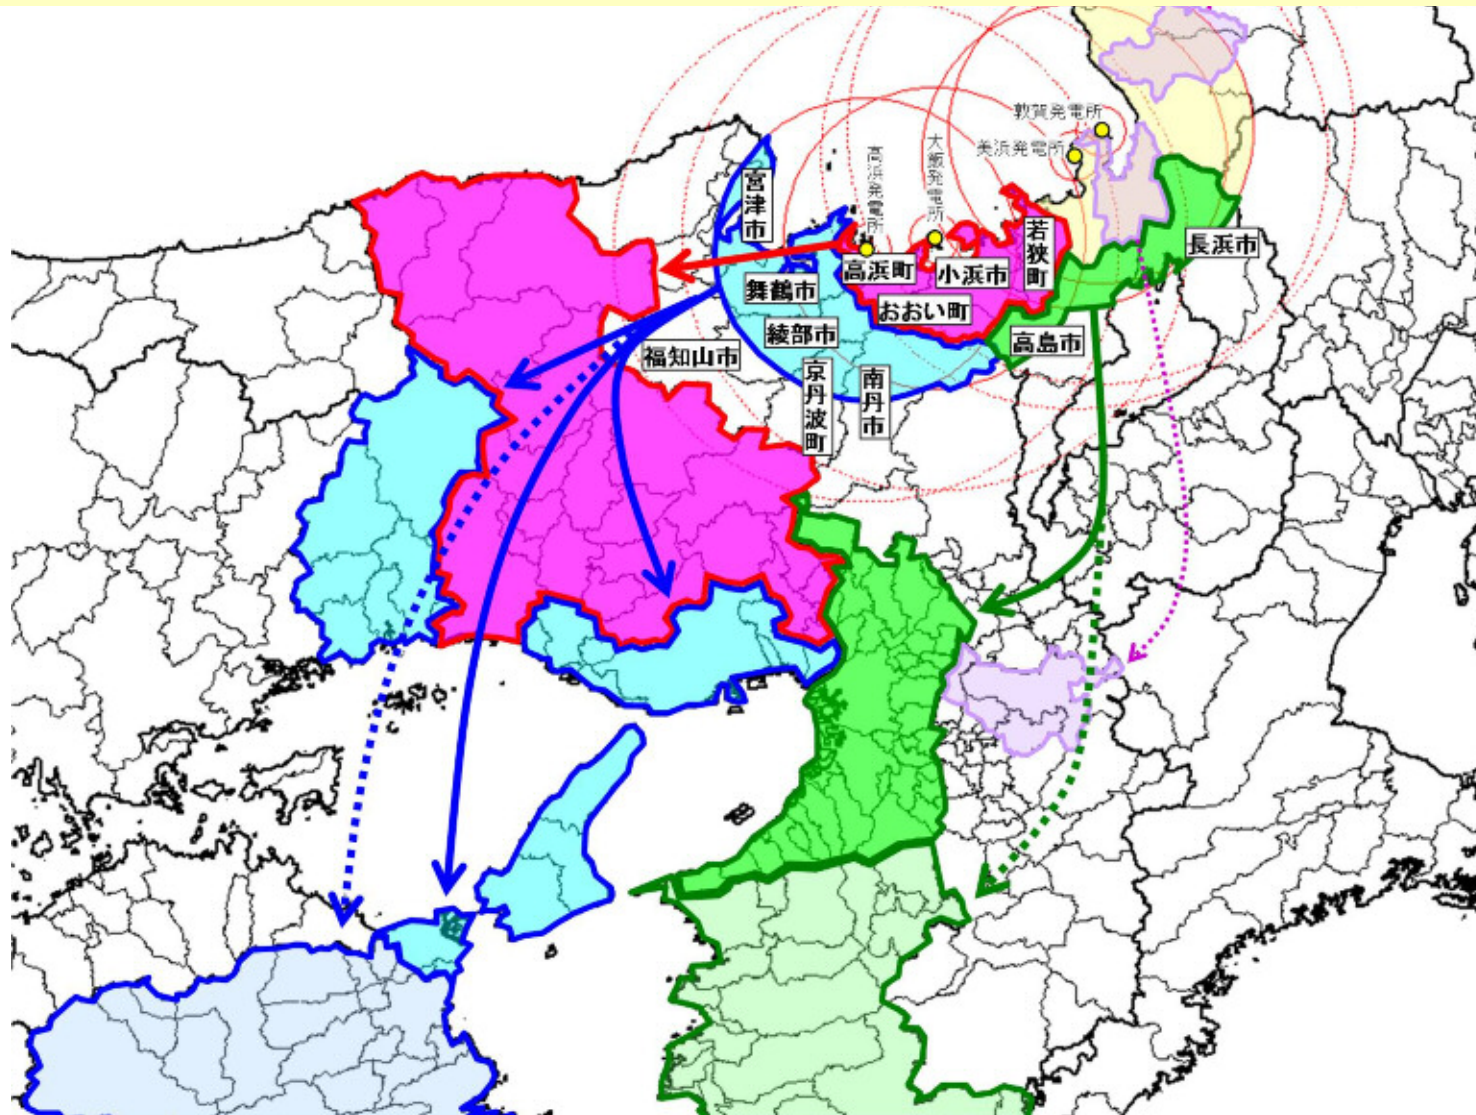 敦賀発電所
美浜発電所
大飯発電所
高浜発電所
宮津市
若狭町
長浜市
高浜町
小浜市
舞鶴市
おおい町
綾部市
高島市
福知山市
京丹波町
南丹市